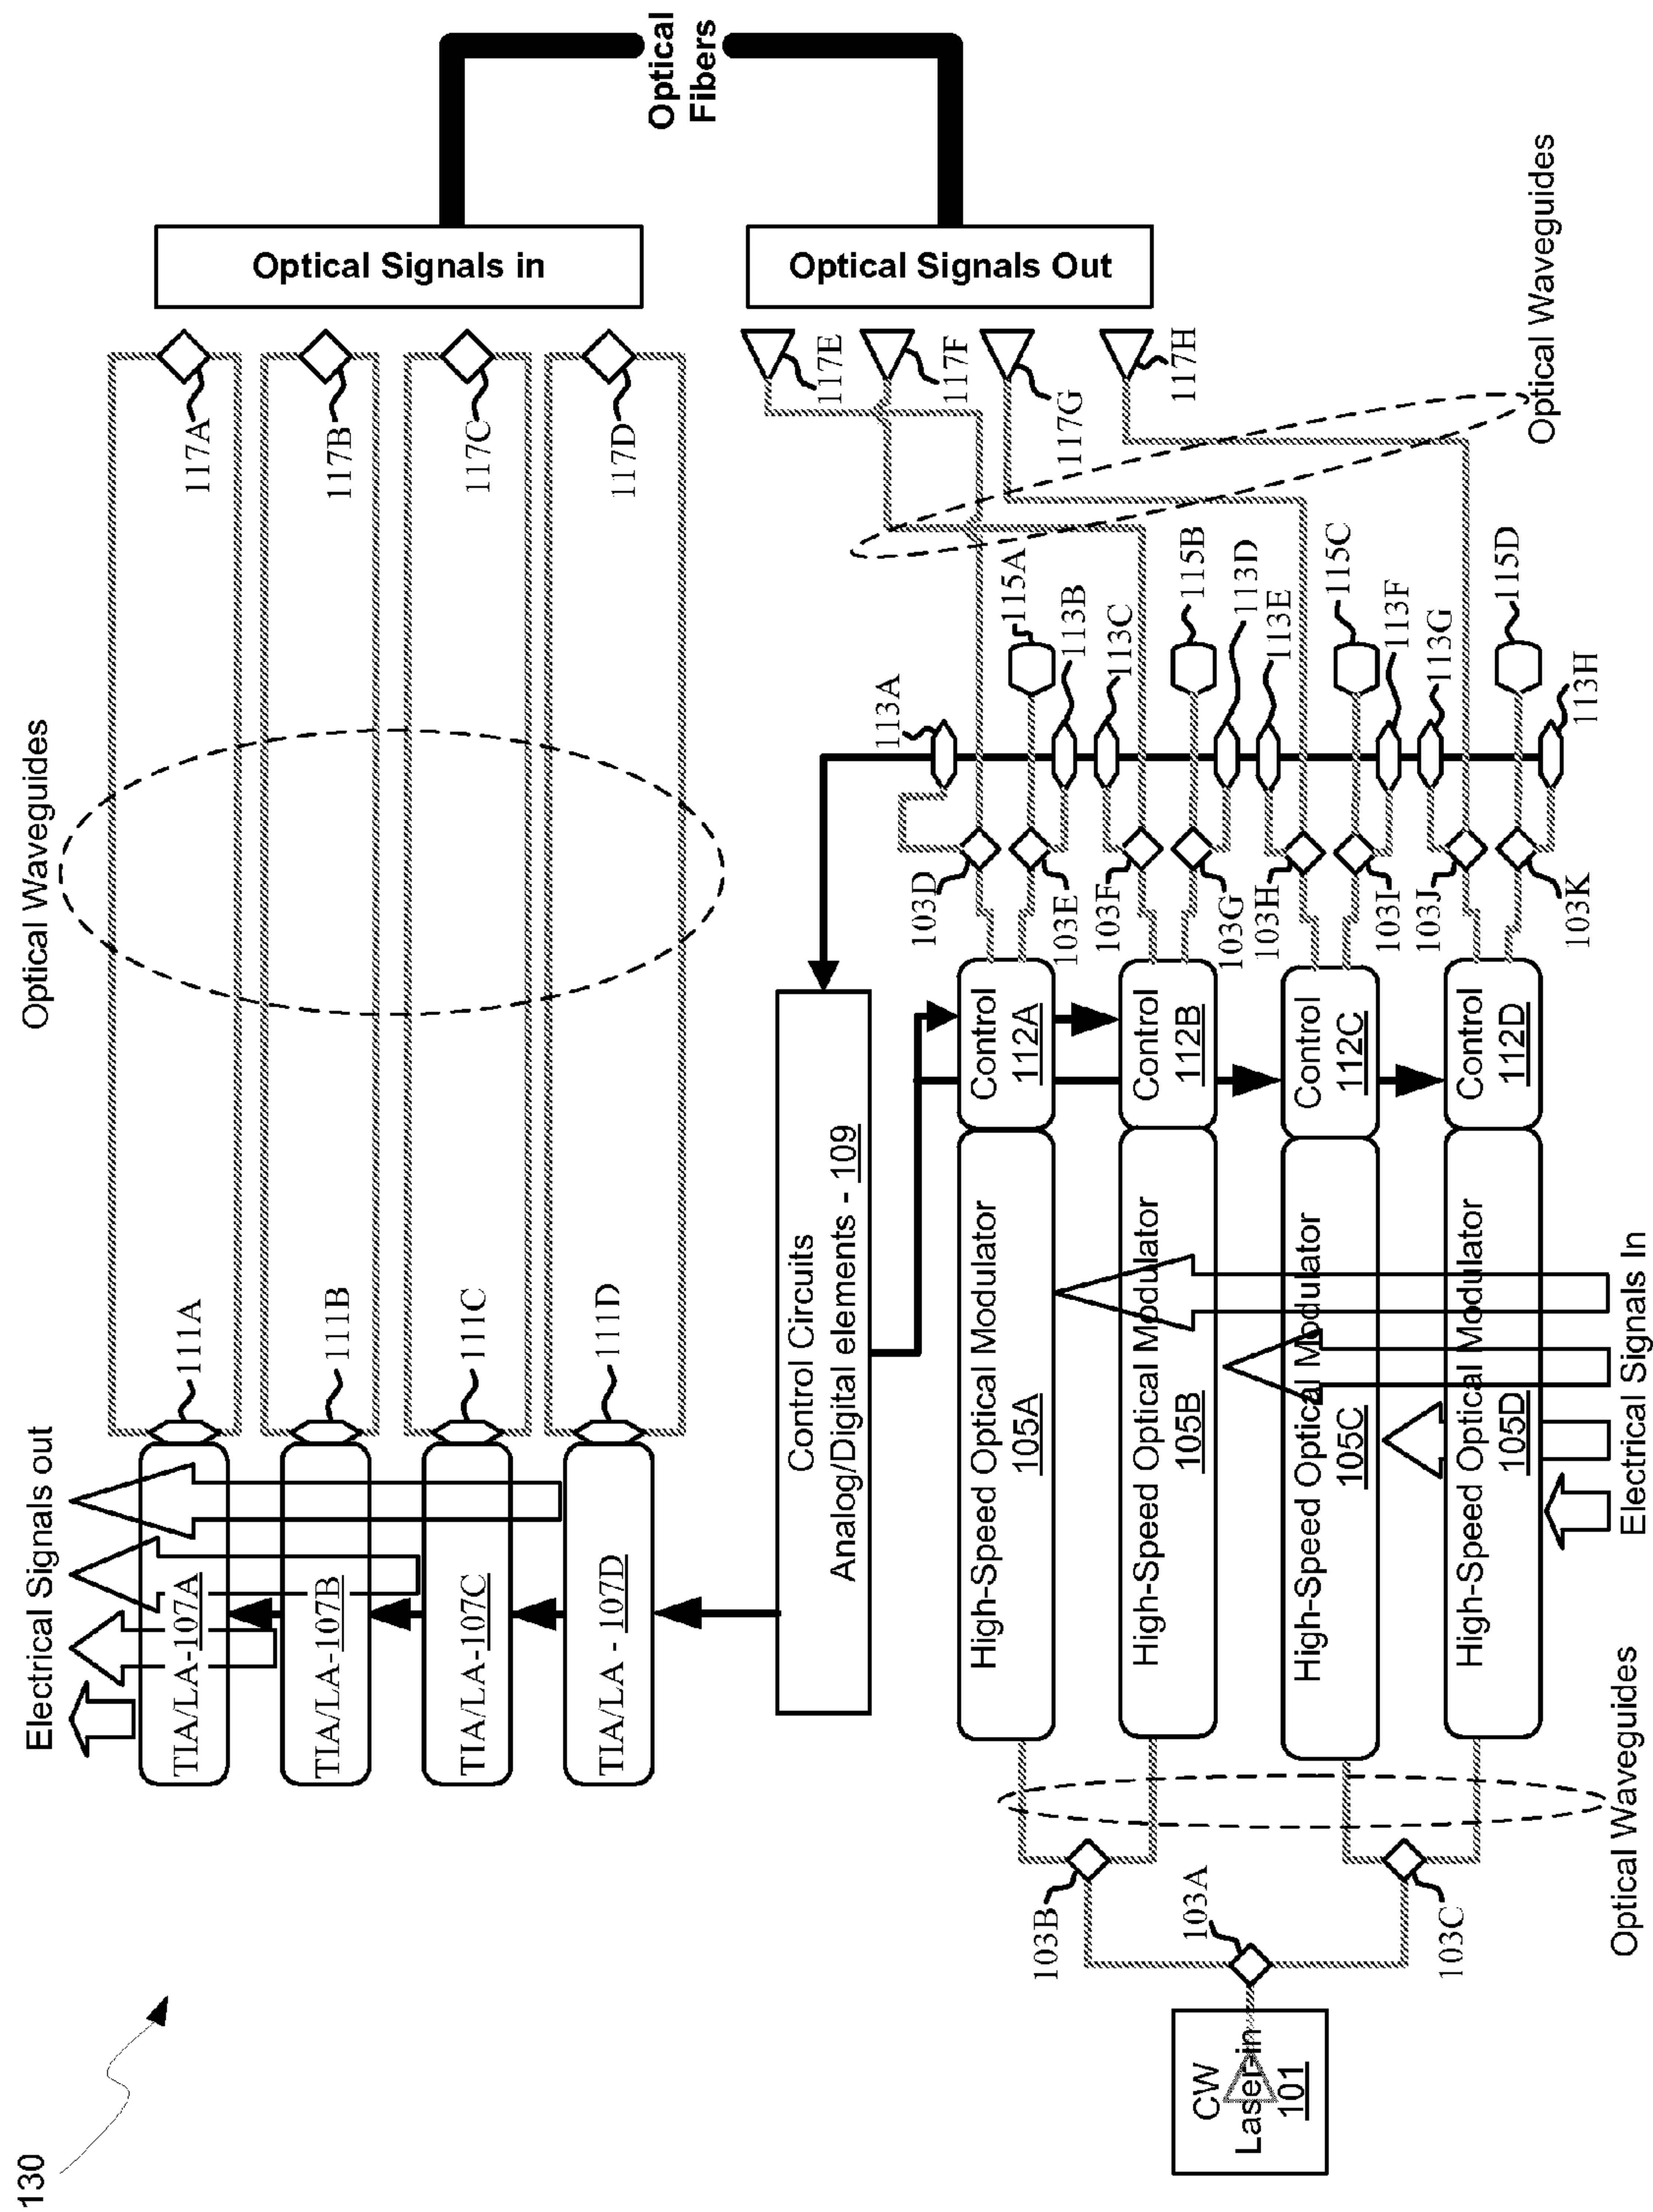 130
Electrical Signals out
Optical Waveguides
TIA/LA-107A
TIA/LA-107B
TIA/LA-107C
TIA/LA - 107D
111A
111B
111C
111D
117A
117B
117C
117D
Optical Signals in
Optical
Fibers
Optical Signals Out
117E
117F
117G
117H
Control Circuits
Analog/Digital elements - 109
High-Speed Optical Modulator
105A
Control
112A
High-Speed Optical Modulator
105B
Control
112B
High-Speed Optical Modulator
105C
Control
112C
High-Speed Optical Modulator
105D
Control
112D
103D
103E
103F
103G
103H
103I
103J
103K
113A
113B
113C
113D
113E
113F
113G
113H
115A
115B
115C
115D
Optical Waveguides
CW
Laser-in
101
103A
103B
103C
Optical Waveguides
Electrical Signals In